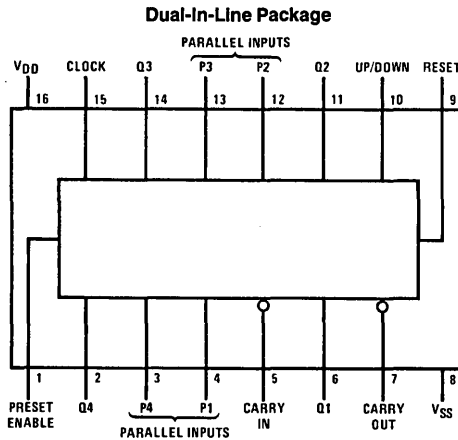 Dual-In-Line Package
PARALLEL INPUTS
VDD CLOCK Q3 P3 P2 Q2 UP/DOWN RESET
16 15 14 13 12 11 10 9
1 2 3 4 5 6 7 8
PRESET ENABLE Q4 P4 P1 CARRY IN Q1 CARRY OUT VSS
PARALLEL INPUTS